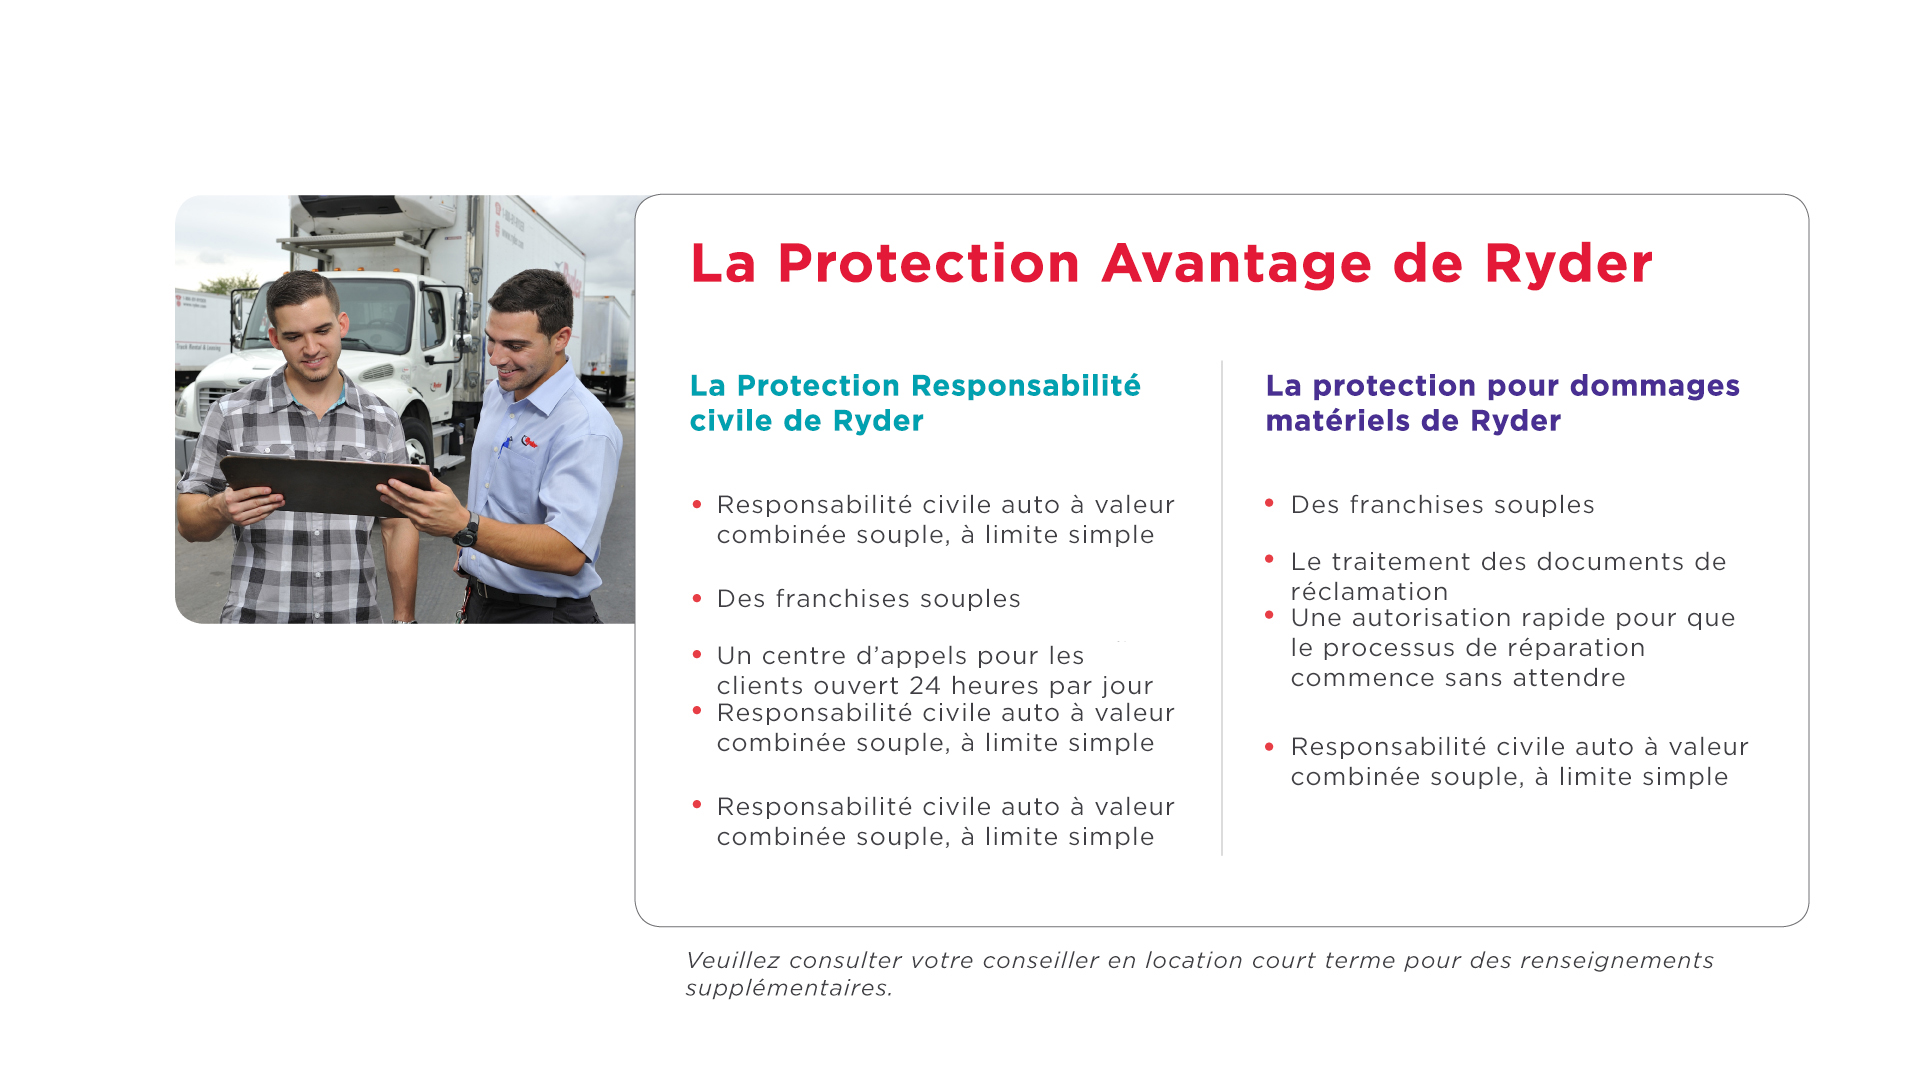 La Protection Avantage de Ryder
La Protection Responsabilité
civile de Ryder
• Responsabilité civile auto à valeur
combinée souple, à limite simple
• Des franchises souples
• Un centre d’appels pour les
clients ouvert 24 heures par jour
• Responsabilité civile auto à valeur
combinée souple, à limite simple
• Responsabilité civile auto à valeur
combinée souple, à limite simple
La protection pour dommages
matériels de Ryder
• Des franchises souples
• Le traitement des documents de
réclamation
• Une autorisation rapide pour que
le processus de réparation
commence sans attendre
• Responsabilité civile auto à valeur
combinée souple, à limite simple
Veuillez consulter votre conseiller en location court terme pour des renseignements
supplémentaires.